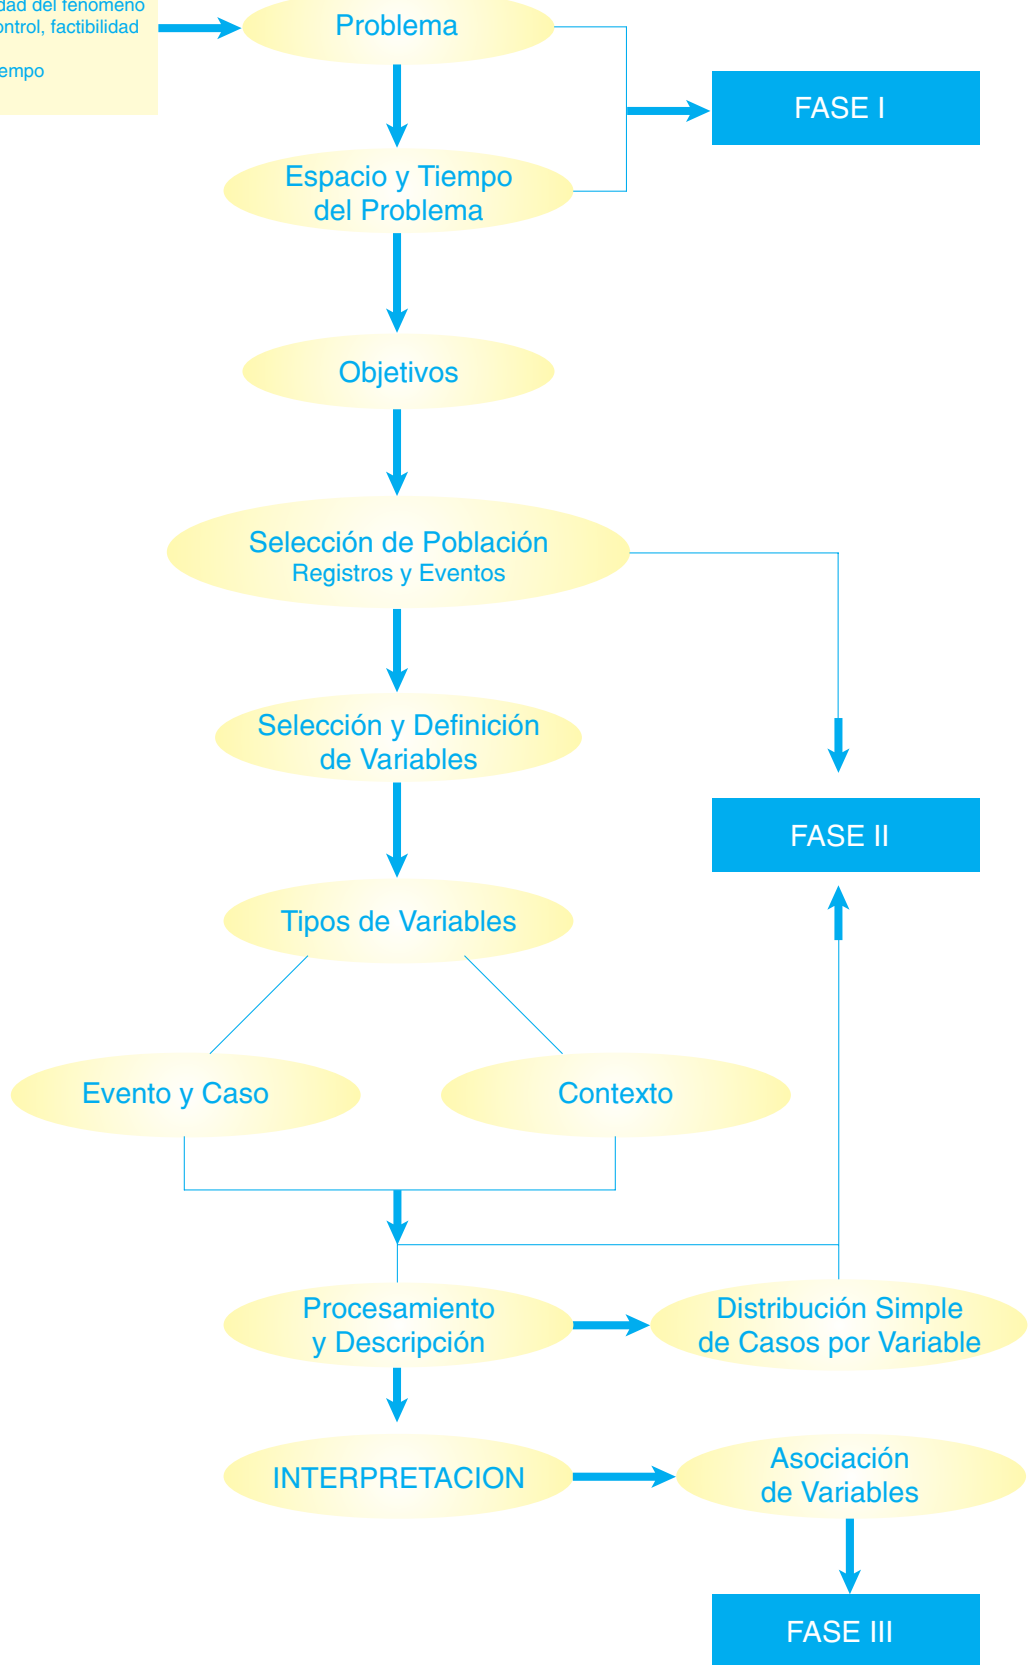 del fenómeno
factibilidad
Problema
FASE I
Espacio y Tiempo
del Problema
Objetivos
Selección de Población
Registros y Eventos
Selección y Definición
de Variables
FASE II
Tipos de Variables
Evento y Caso
Contexto
Procesamiento
y Descripción
Distribución Simple
de Casos por Variable
INTERPRETACION
Asociación
de Variables
FASE III